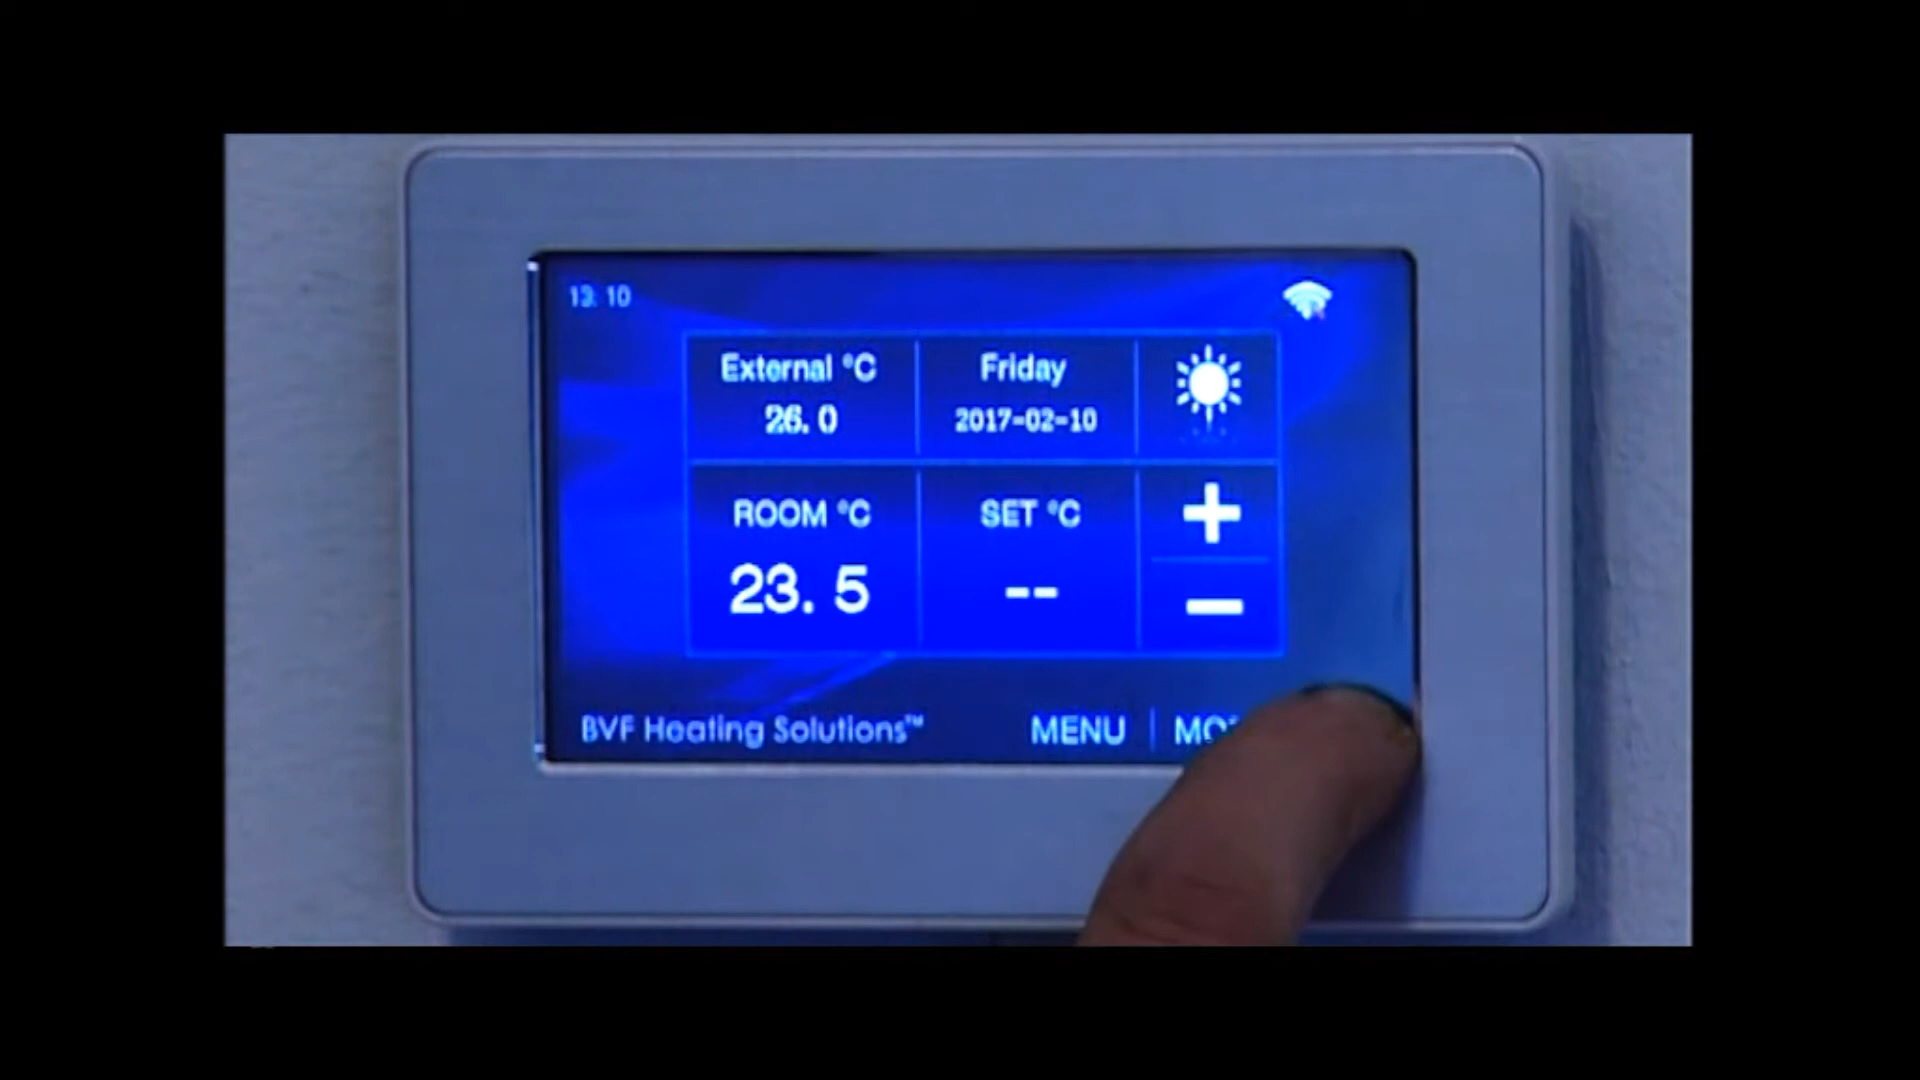 13: 10
External °C
26. 0
Friday
2017-02-10
ROOM °C
23. 5
SET °C
--
+
-
BVF Heating Solutions™
MENU